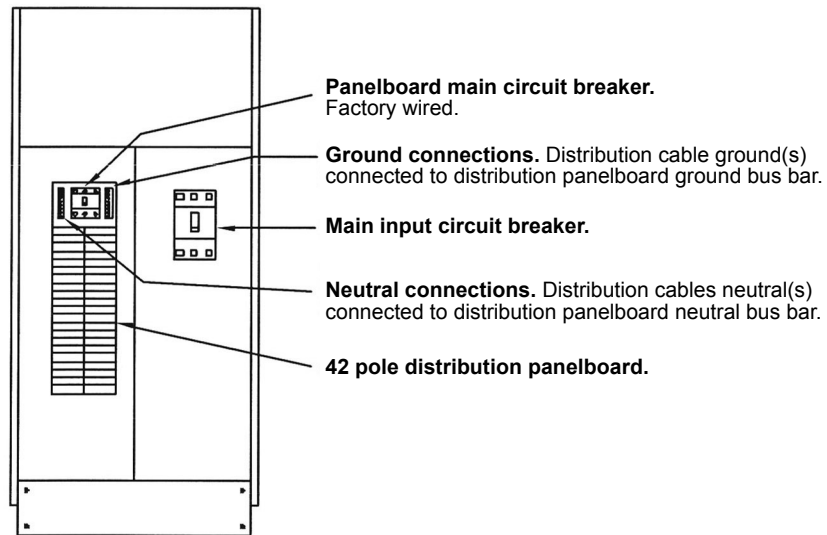 Panelboard main circuit breaker.
Factory wired.
Ground connections. Distribution cable ground(s)
connected to distribution panelboard ground bus bar.
Main input circuit breaker.
Neutral connections. Distribution cables neutral(s)
connected to distribution panelboard neutral bus bar.
42 pole distribution panelboard.